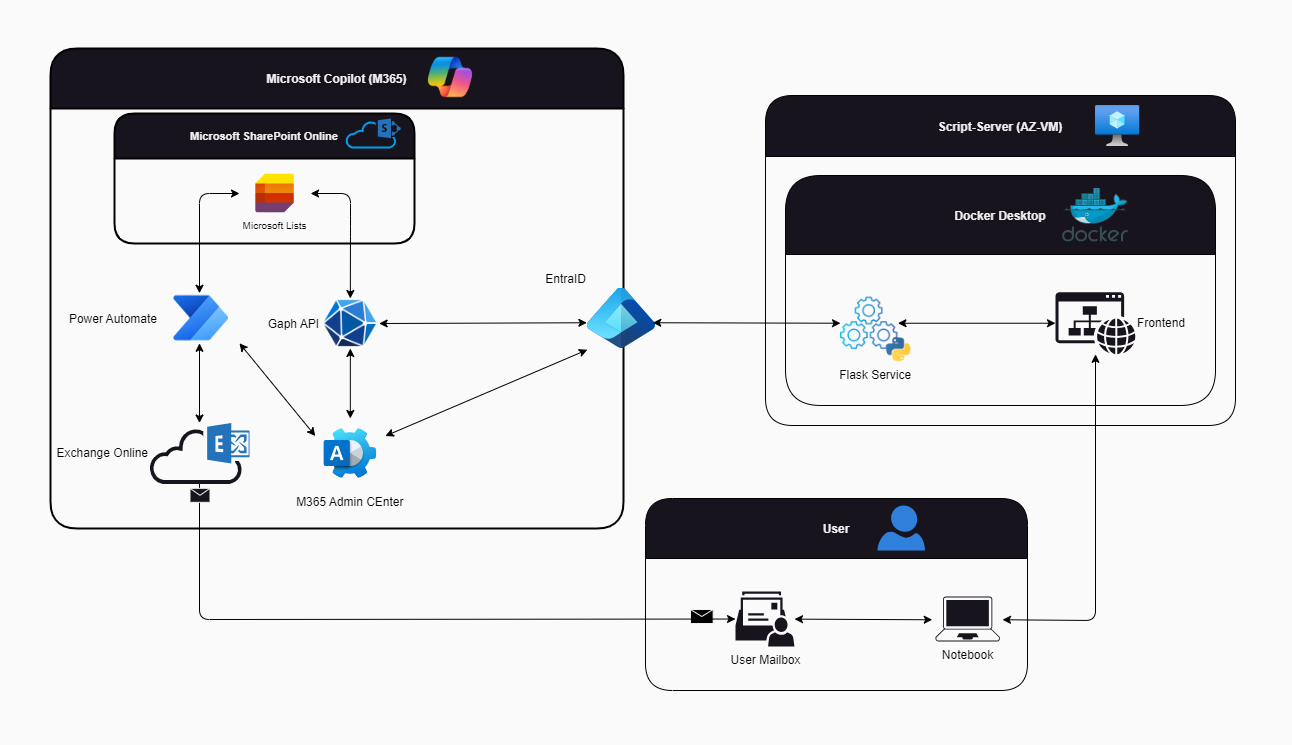 Microsoft Copilot (M365)
Microsoft SharePoint Online
S
Microsoft Lists
Script-Server (AZ-VM)
Docker Desktop
docker
EntraID
Power Automate
Gaph API
Frontend
Flask Service
Exchange Online
E
A
M365 Admin CEnter
User
User Mailbox
Notebook